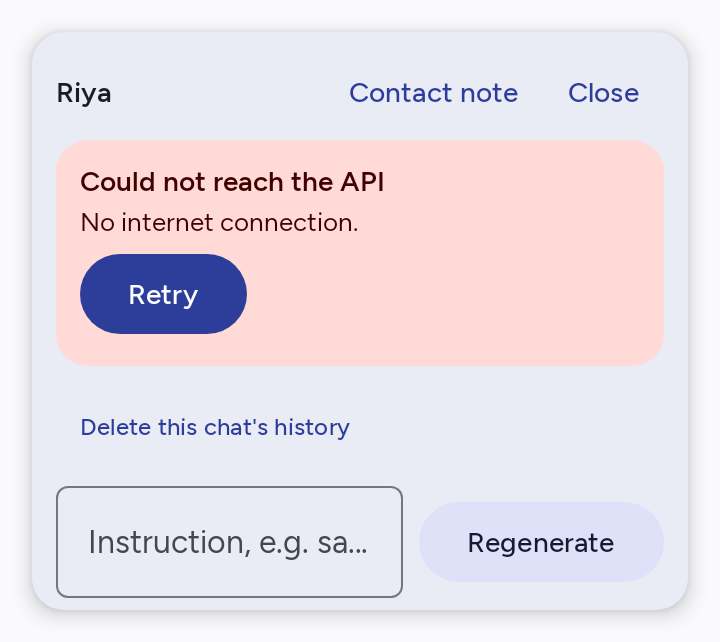 Riya Contact note Close
Could not reach the API
No internet connection.
Retry
Delete this chat's history
Instruction, e.g. sa... Regenerate